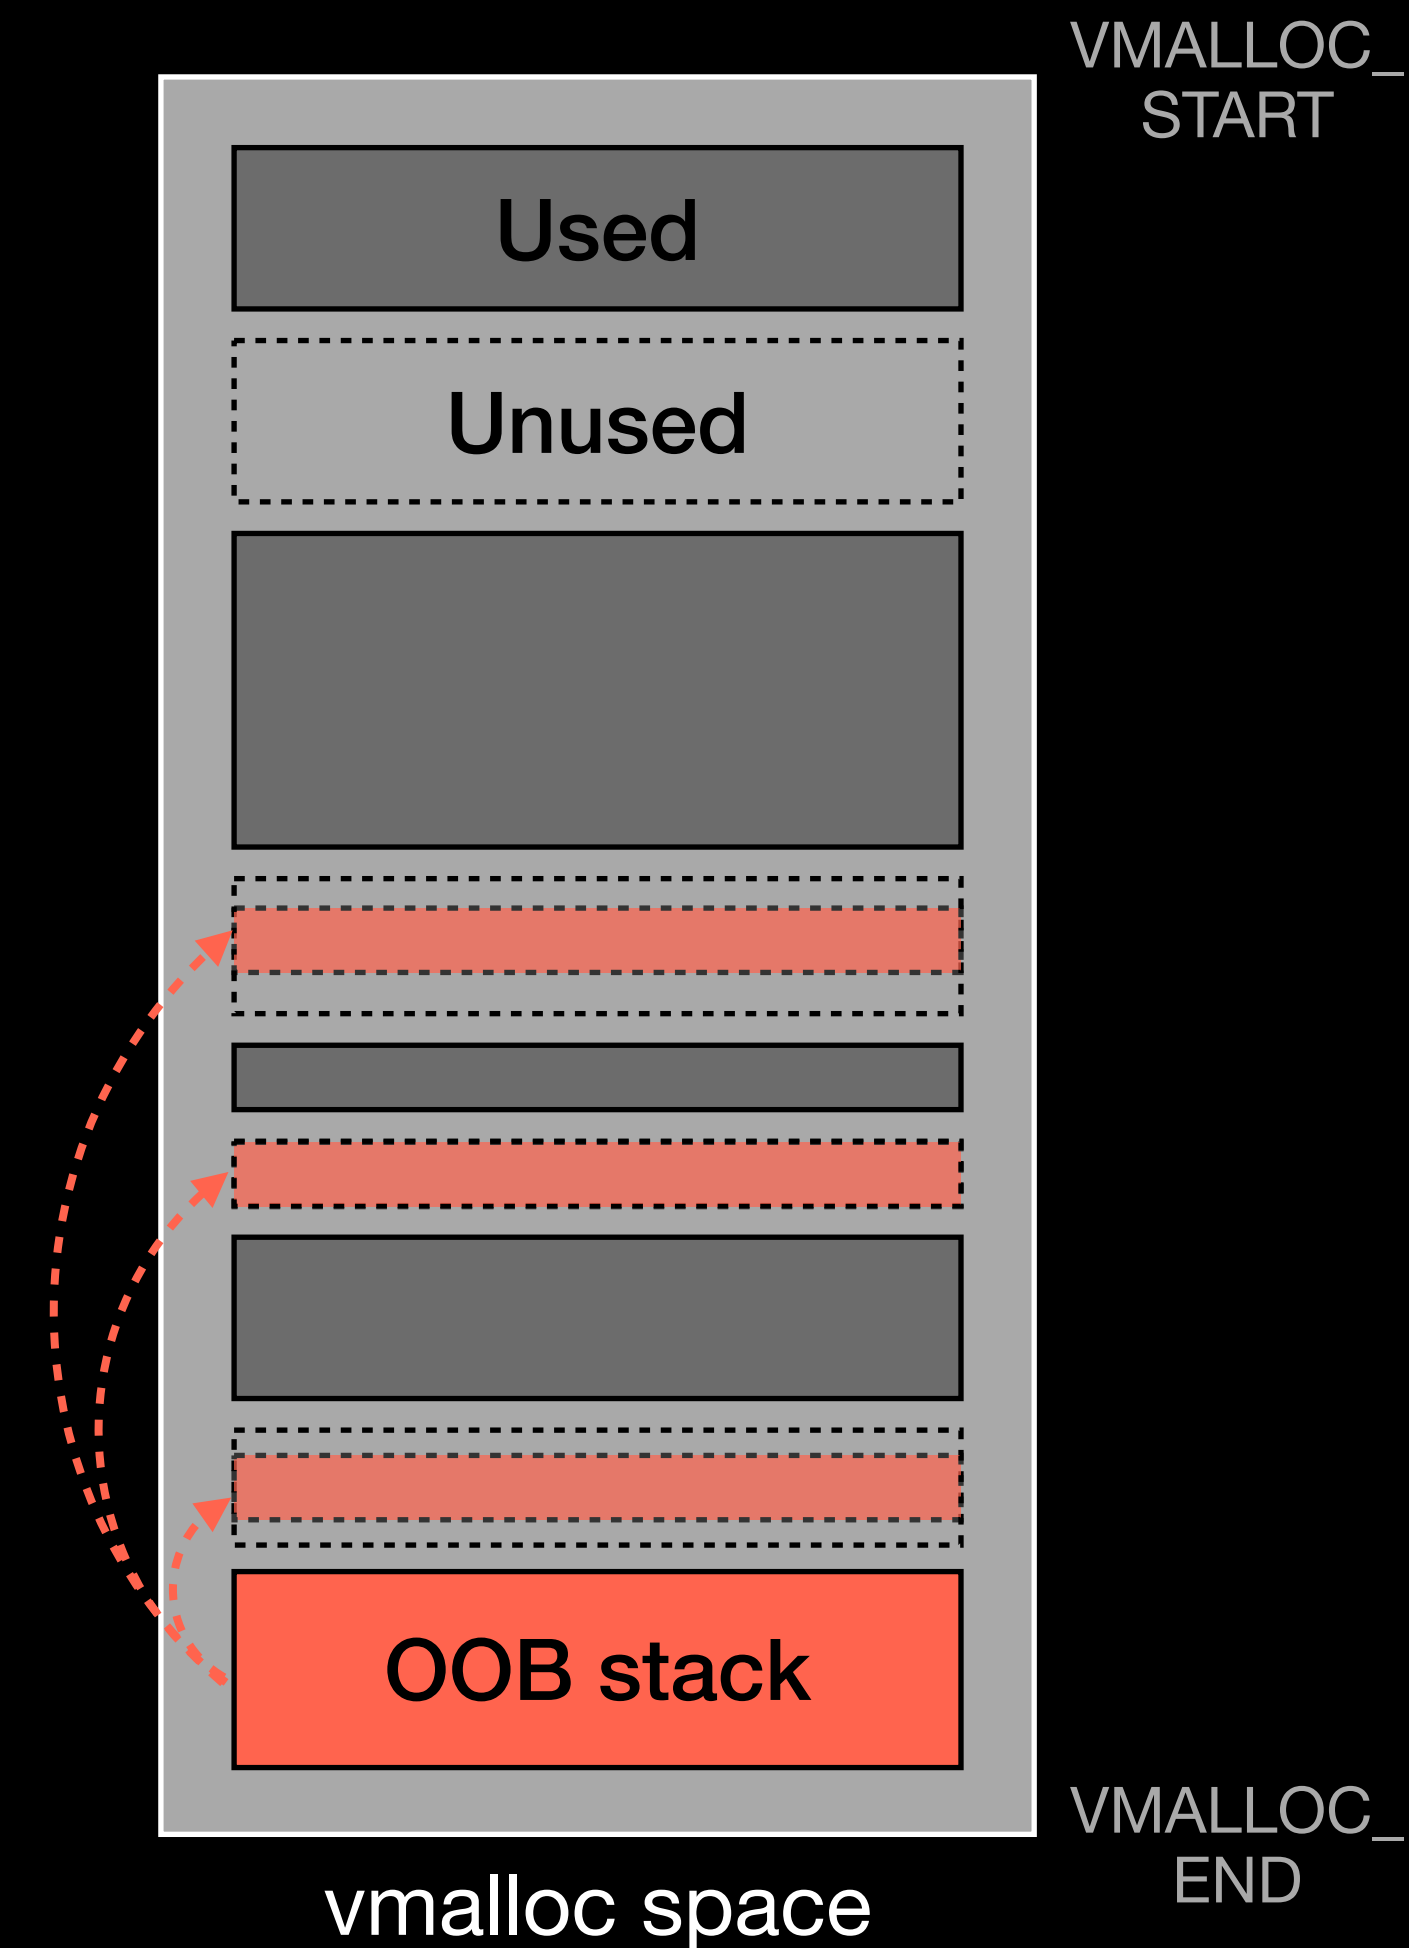 VMALLOC_
START
Used
Unused
OOB stack
VMALLOC_
END
vmalloc space